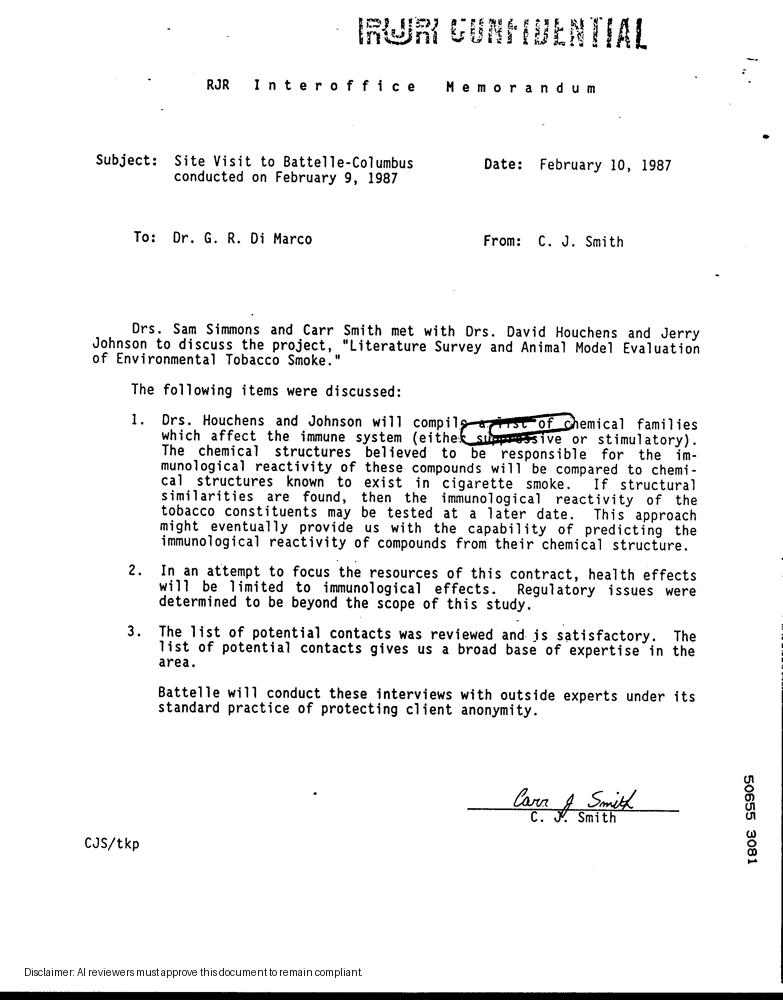 RJR CONFIDENTIAL
RJR Interoffice Memorandum
Subject: Site Visit to Battelle-Columbus
conducted on February 9, 1987
Date: February 10, 1987
To: Dr. G. R. Di Marco
From: C. J. Smith
Drs. Sam Simmons and Carr Smith met with Drs. David Houchens and Jerry
Johnson to discuss the project, "Literature Survey and Animal Model Evaluation
of Environmental Tobacco Smoke."
The following items were discussed:
1. Drs. Houchens and Johnson will compile a list of chemical families
which affect the immune system (either suppressive or stimulatory).
The chemical structures believed to be responsible for the im-
munological reactivity of these compounds will be compared to chemi-
cal structures known to exist in cigarette smoke. If structural
similarities are found, then the immunological reactivity of the
tobacco constituents may be tested at a later date. This approach
might eventually provide us with the capability of predicting the
immunological reactivity of compounds from their chemical structure.
2. In an attempt to focus the resources of this contract, health effects
will be limited to immunological effects. Regulatory issues were
determined to be beyond the scope of this study.
3. The list of potential contacts was reviewed and is satisfactory. The
list of potential contacts gives us a broad base of expertise in the
area.
Battelle will conduct these interviews with outside experts under its
standard practice of protecting client anonymity.
Carr J Smith
C. J. Smith
CJS/tkp
50655 3081
Disclaimer: AI reviewers must approve this document to remain compliant.